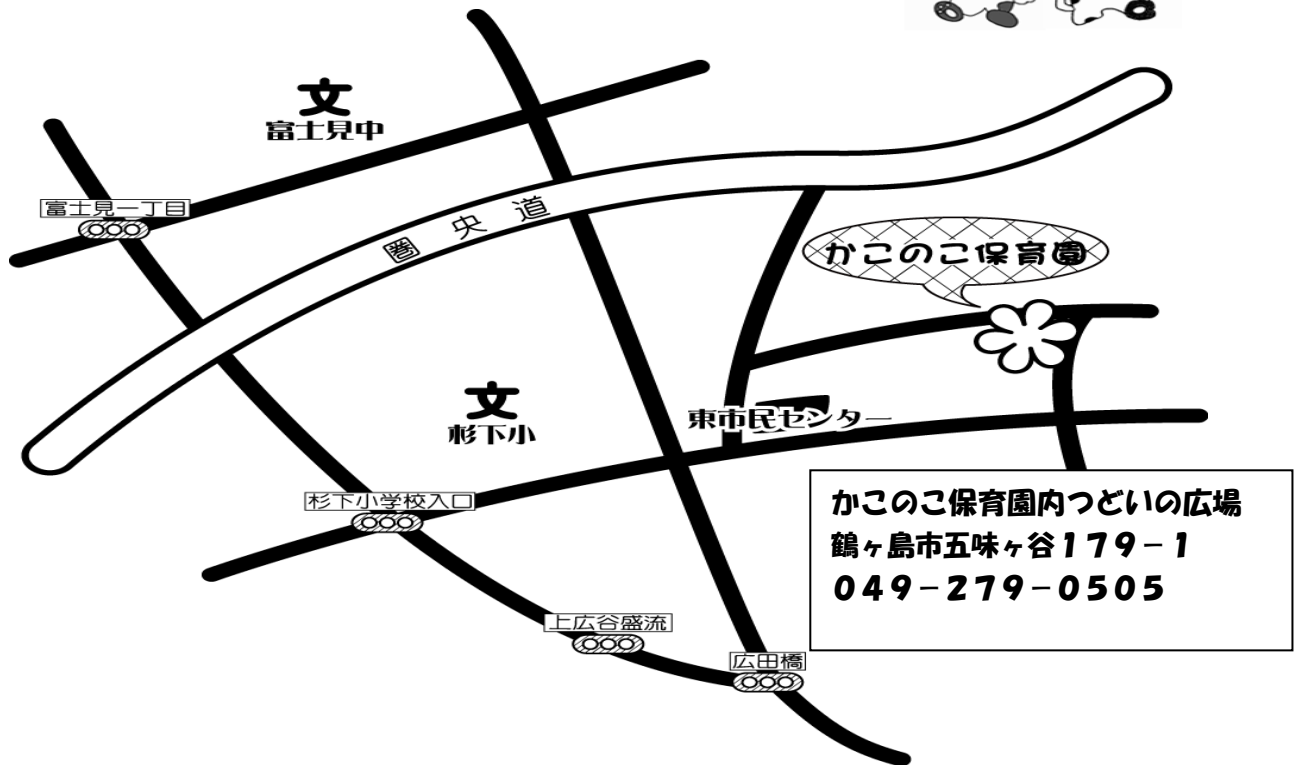 文
富士見中
富士見一丁目
圏央道
かこのこ保育園
文
杉下小
東市民センター
杉下小学校入口
かこのこ保育園内つどいの広場
鶴ヶ島市五味ヶ谷179-1
049-279-0505
上広谷盛流
広田橋